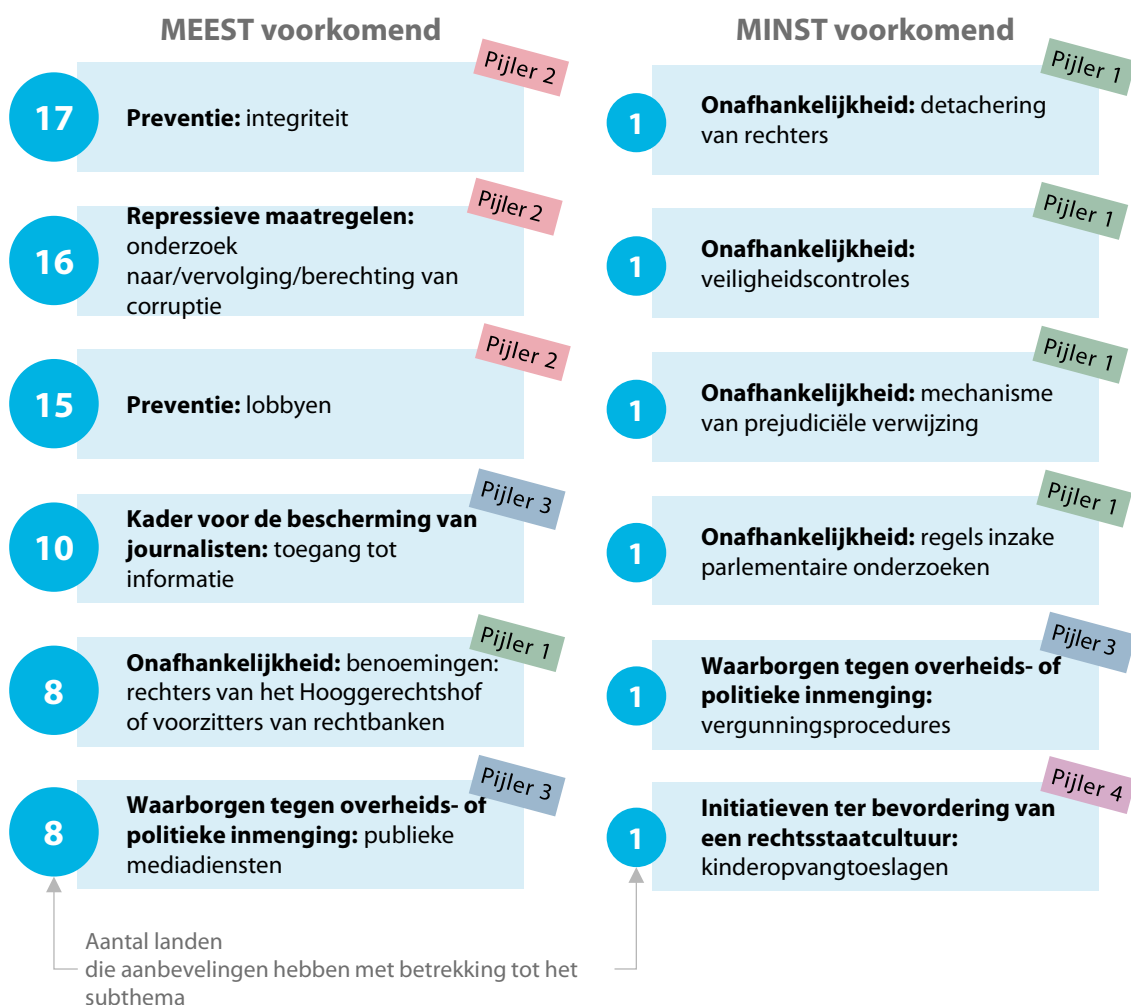 MEEST voorkomend
Pijler 2
17
Preventie: integriteit
Pijler 2
16
Repressieve maatregelen:
onderzoek
naar/vervolging/berechting van
corruptie
Pijler 2
15
Preventie: lobbyen
Pijler 3
10
Kader voor de bescherming van
journalisten: toegang tot
informatie
Pijler 1
8
Onafhankelijkheid: benoemingen:
rechters van het Hooggerechtshof
of voorzitters van rechtbanken
Pijler 3
8
Waarborgen tegen overheids- of
politieke inmenging: publieke
mediadiensten
MINST voorkomend
Pijler 1
1
Onafhankelijkheid: detachering
van rechters
Pijler 1
1
Onafhankelijkheid:
veiligheidscontroles
Pijler 1
1
Onafhankelijkheid: mechanisme
van prejudiciële verwijzing
Pijler 1
1
Onafhankelijkheid: regels inzake
parlementaire onderzoeken
Pijler 3
1
Waarborgen tegen overheids- of
politieke inmenging:
vergunningsprocedures
Pijler 4
1
Initiatieven ter bevordering van
een rechtsstaatcultuur:
kinderopvangtoeslagen
Aantal landen
die aanbevelingen hebben met betrekking tot het
subthema